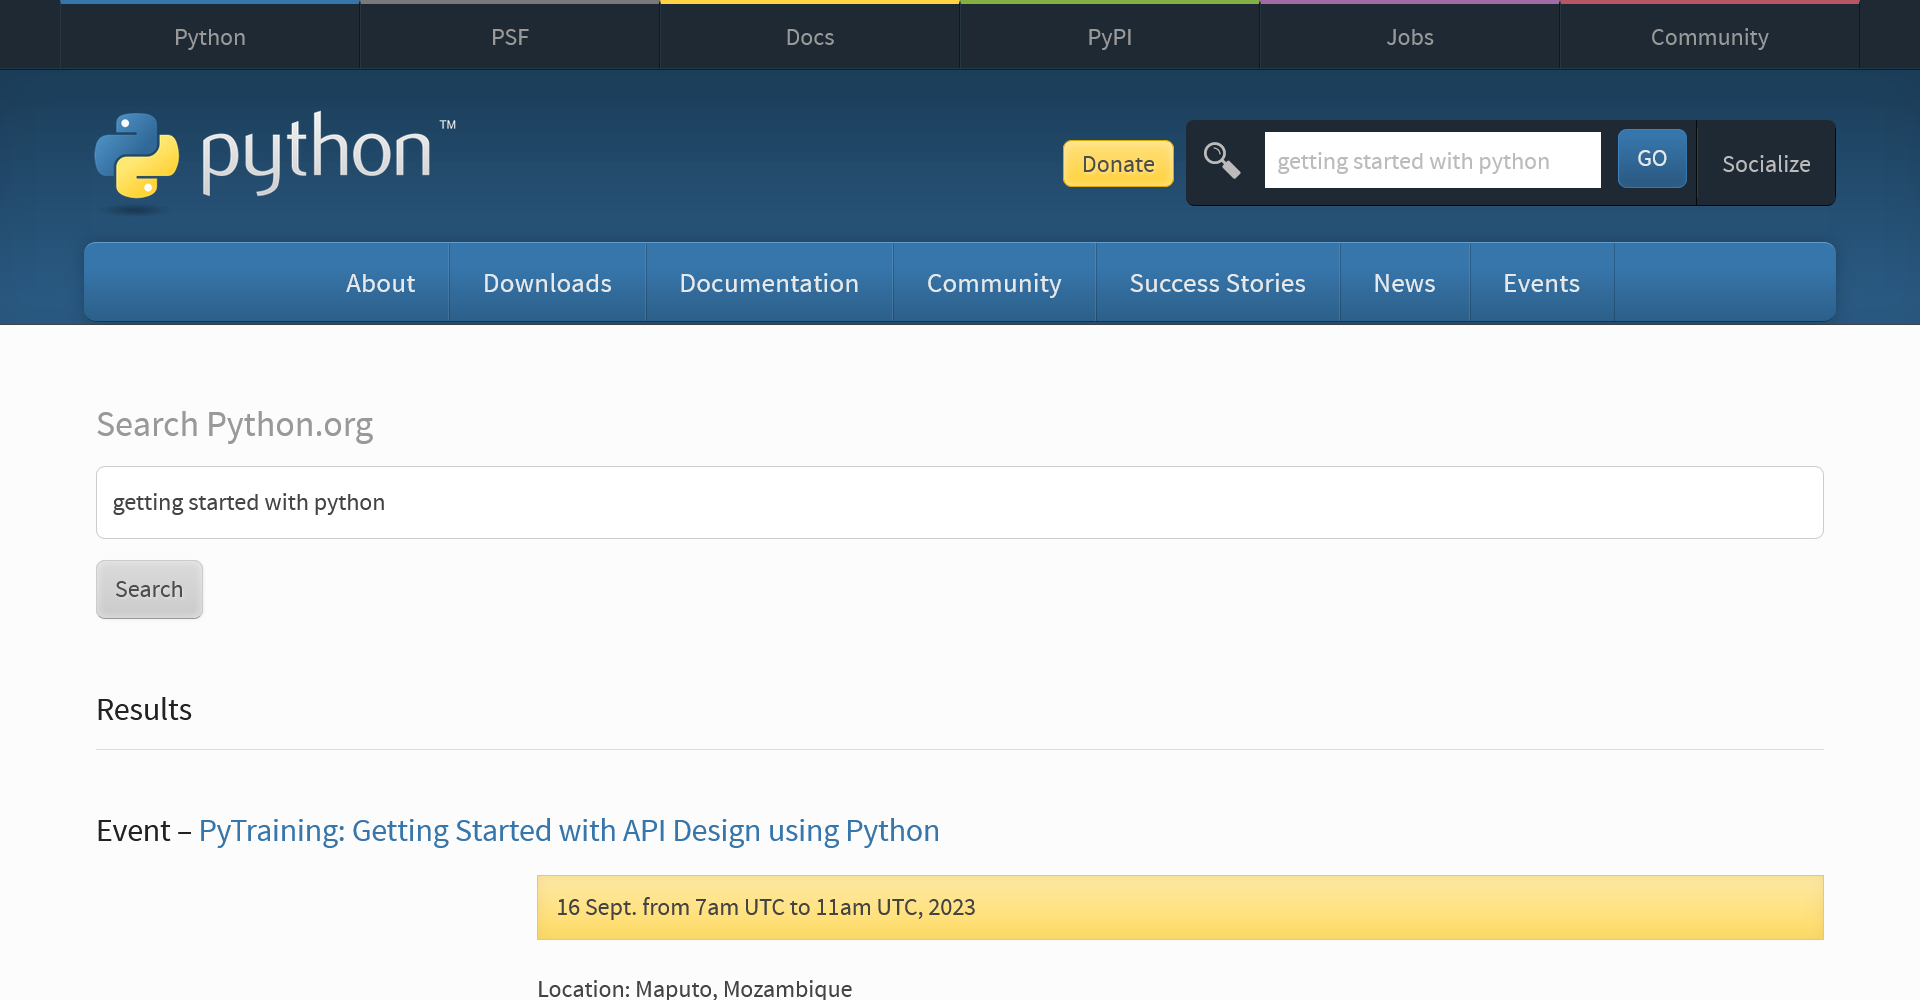 Python PSF Docs PyPI Jobs Community
python™
Donate
getting started with python
GO
Socialize
About Downloads Documentation Community Success Stories News Events
Search Python.org
getting started with python
Search
Results
Event – PyTraining: Getting Started with API Design using Python
16 Sept. from 7am UTC to 11am UTC, 2023
Location: Maputo, Mozambique